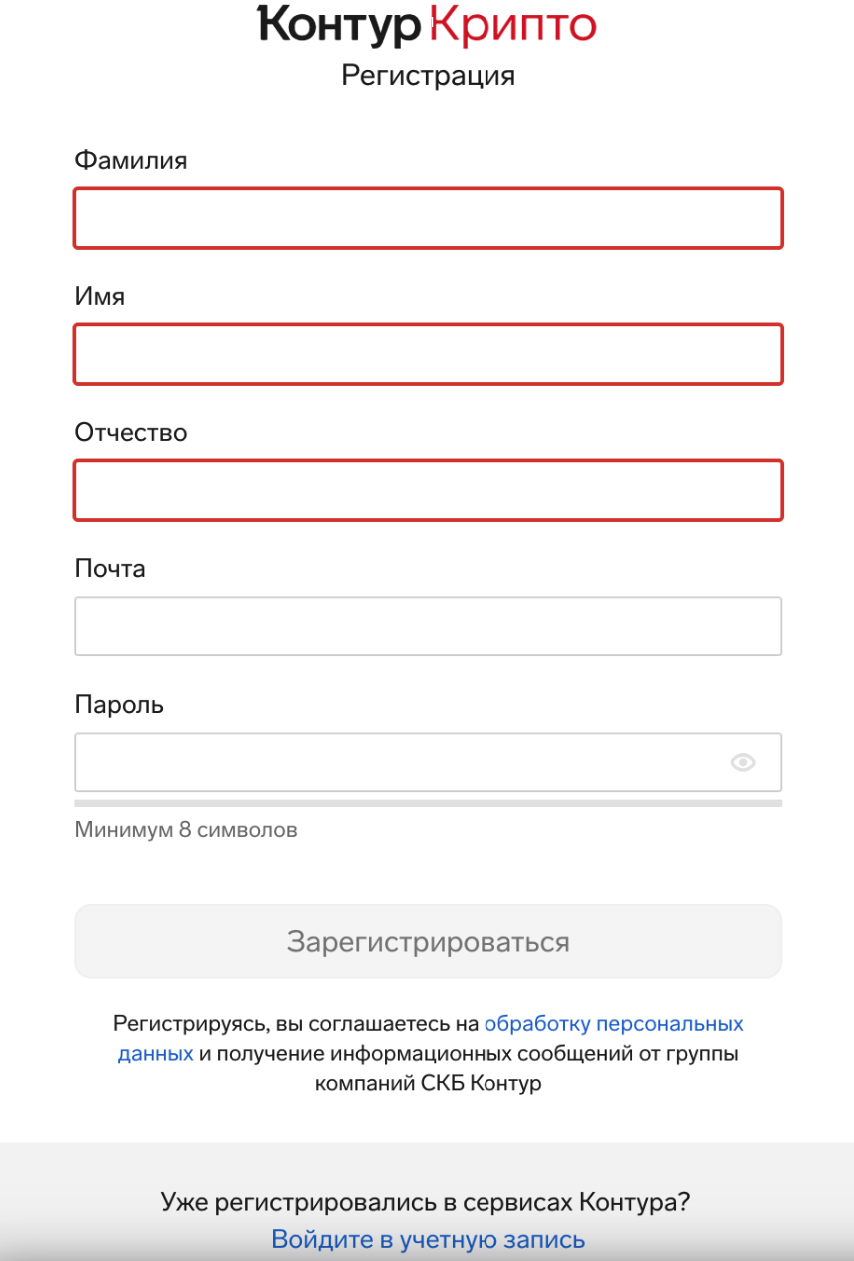 Контур Крипто
Регистрация
Фамилия
Имя
Отчество
Почта
Пароль
Минимум 8 символов
Зарегистрироваться
Регистрируясь, вы соглашаетесь на обработку персональных
данных и получение информационных сообщений от группы
компаний СКБ Контур
Уже регистрировались в сервисах Контура?
Войдите в учетную запись